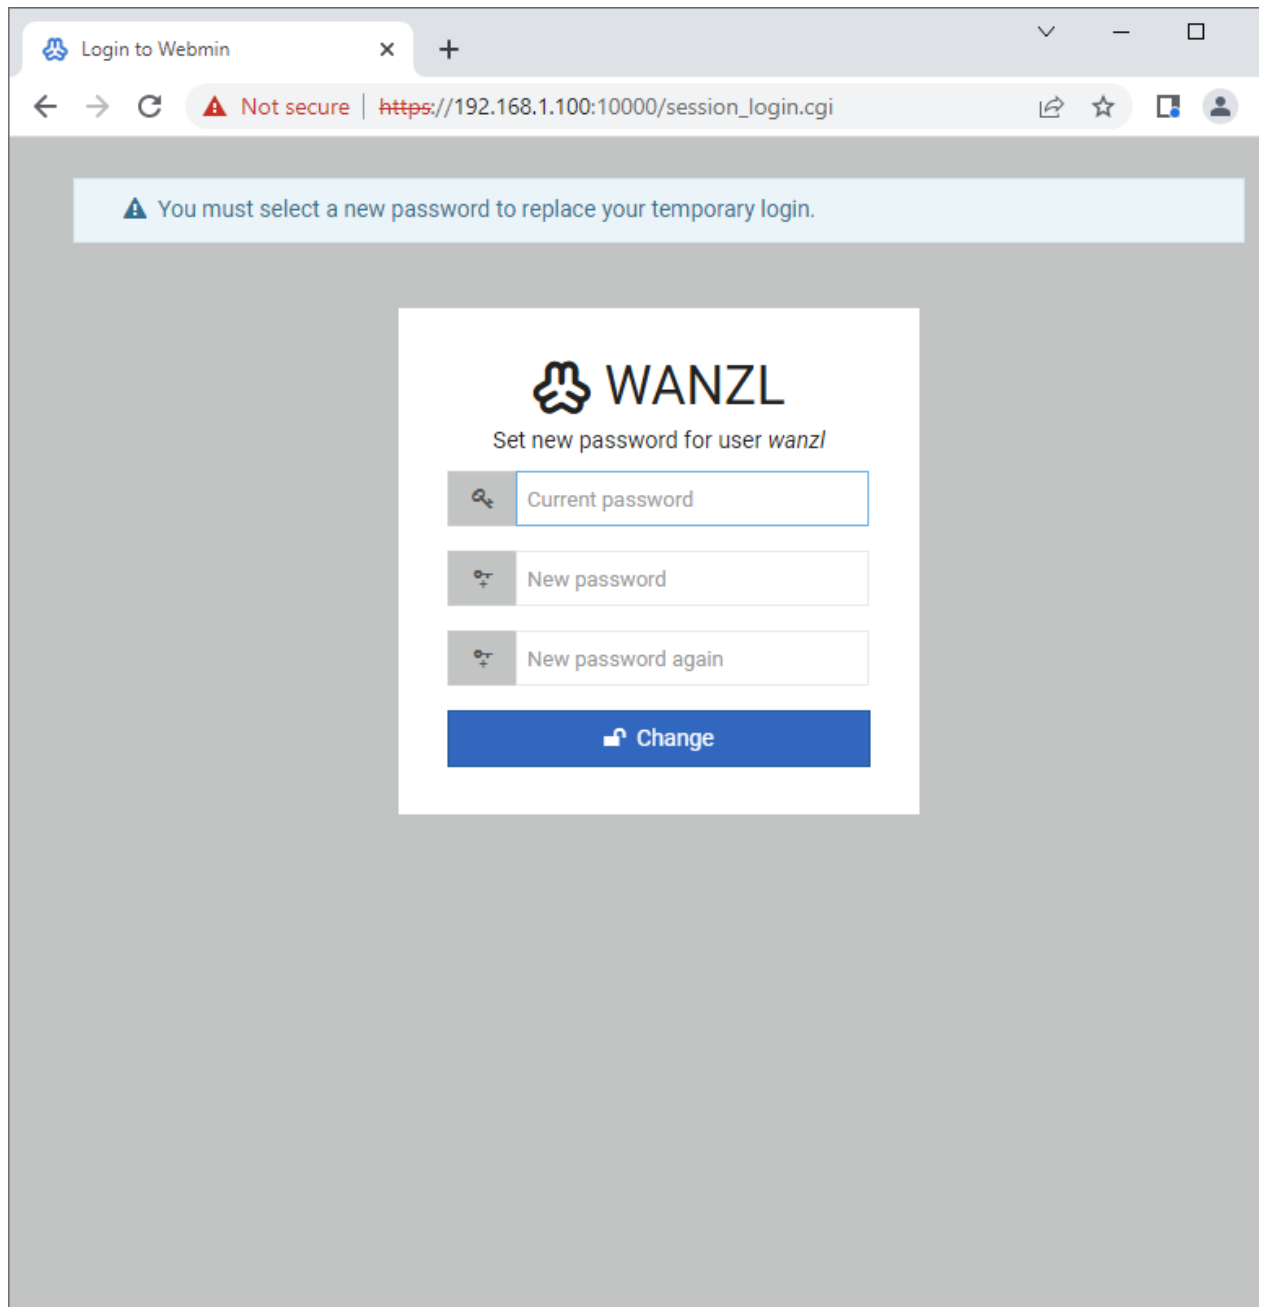 Login to Webmin
Not secure | https://192.168.1.100:10000/session_login.cgi
You must select a new password to replace your temporary login.
WANZL
Set new password for user wanzl
Current password
New password
New password again
Change